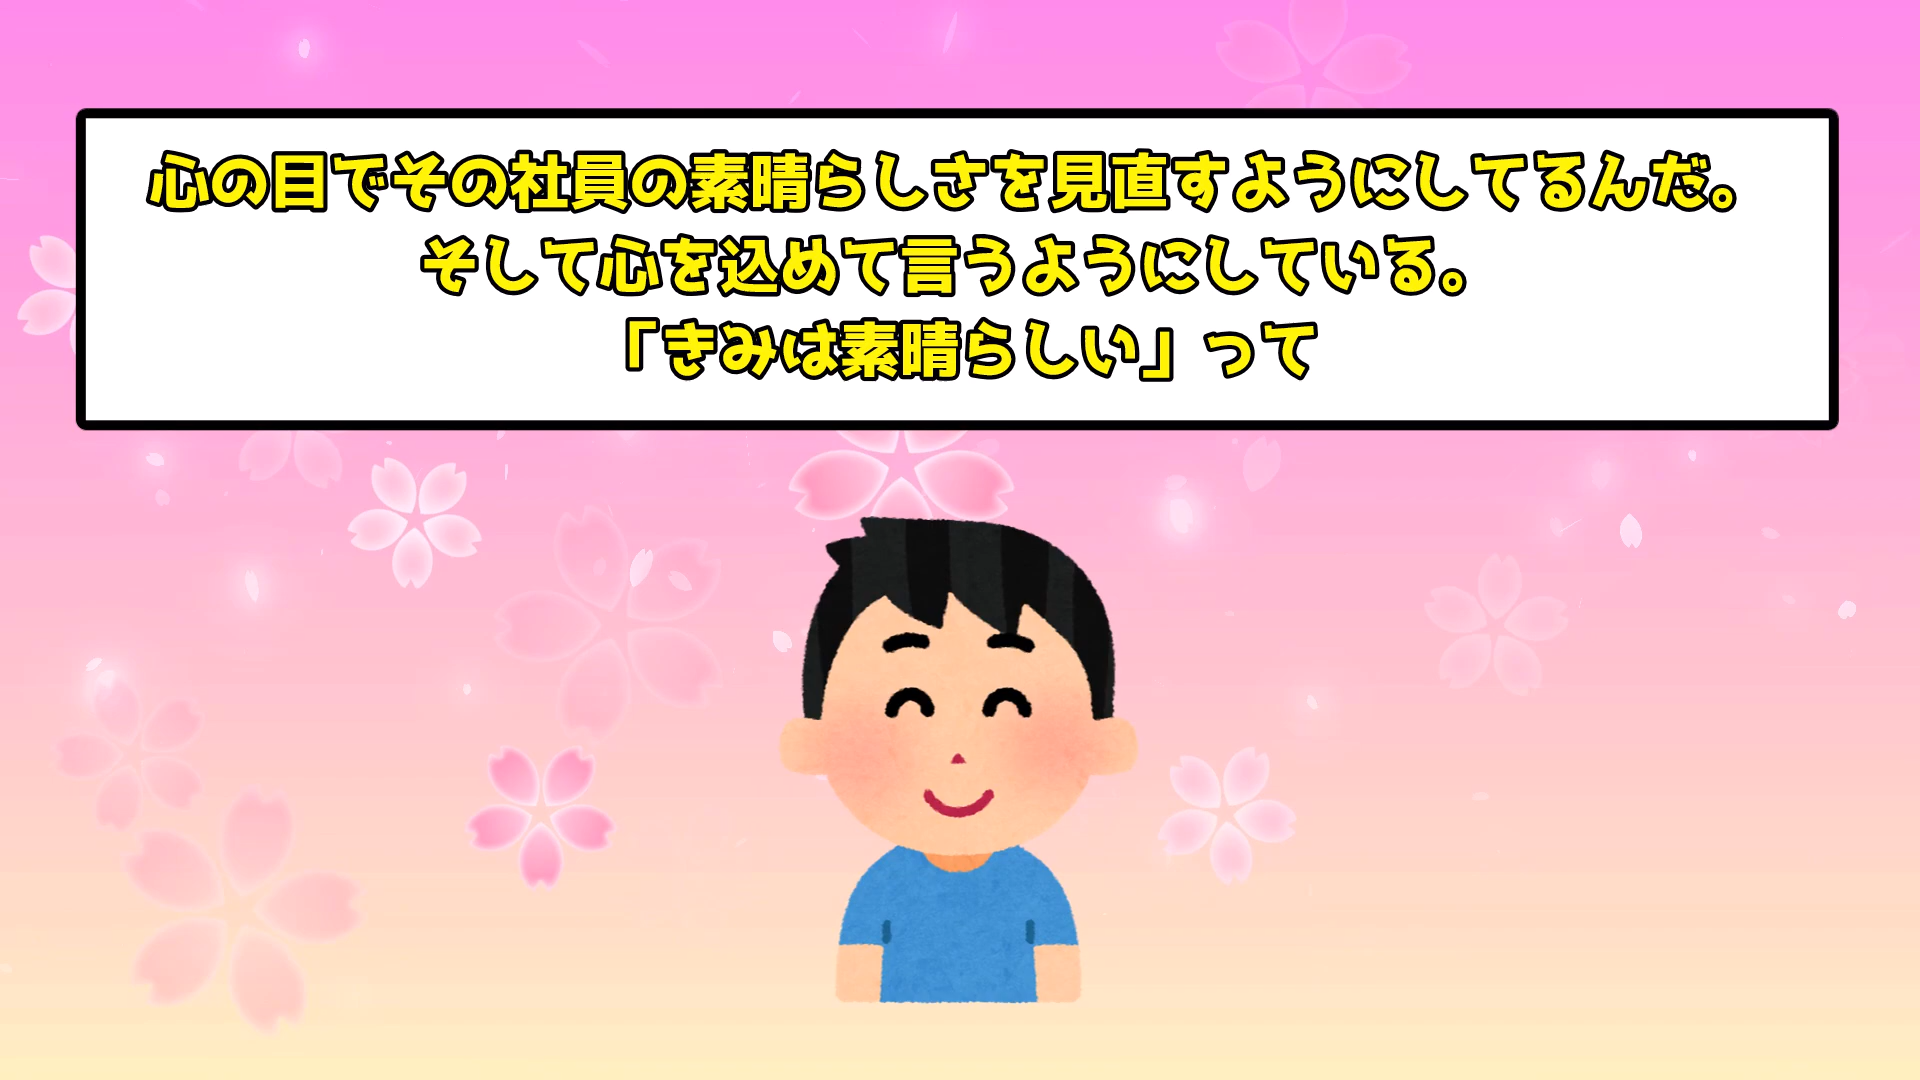 心の目でその社員の素晴らしさを見直すようにしてるんだ。
そして心を込めて言うようにしている。
「きみは素晴らしい」って